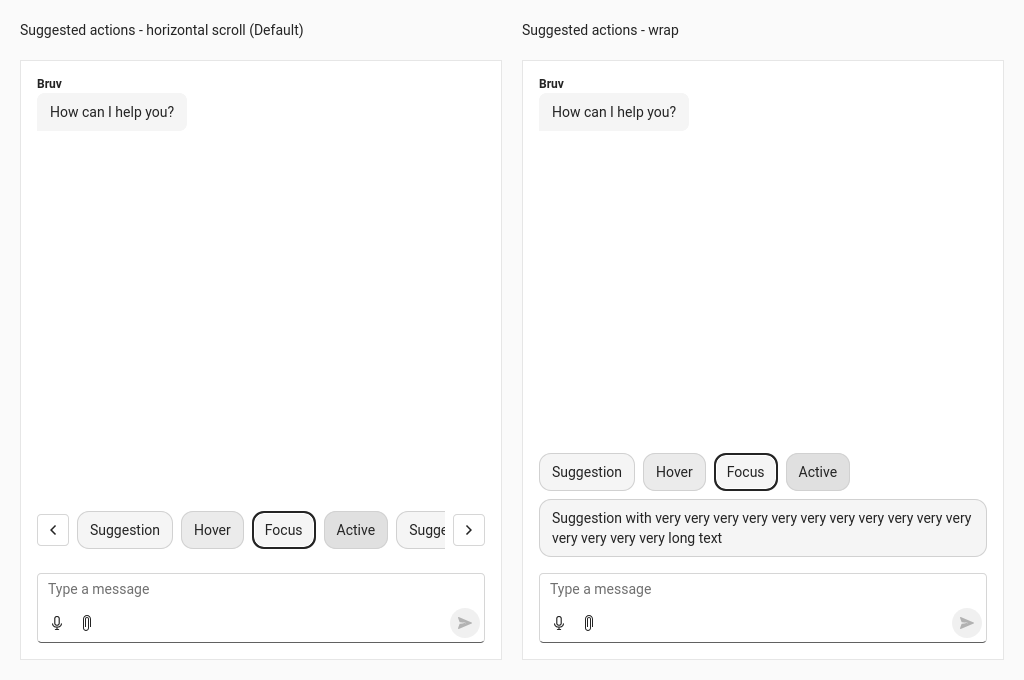 Suggested actions - horizontal scroll (Default)
Bruv
How can I help you?
Suggestion Hover Focus Active Sugge
Type a message
Suggested actions - wrap
Bruv
How can I help you?
Suggestion Hover Focus Active
Suggestion with very very very very very very very very very very very
very very very very long text
Type a message